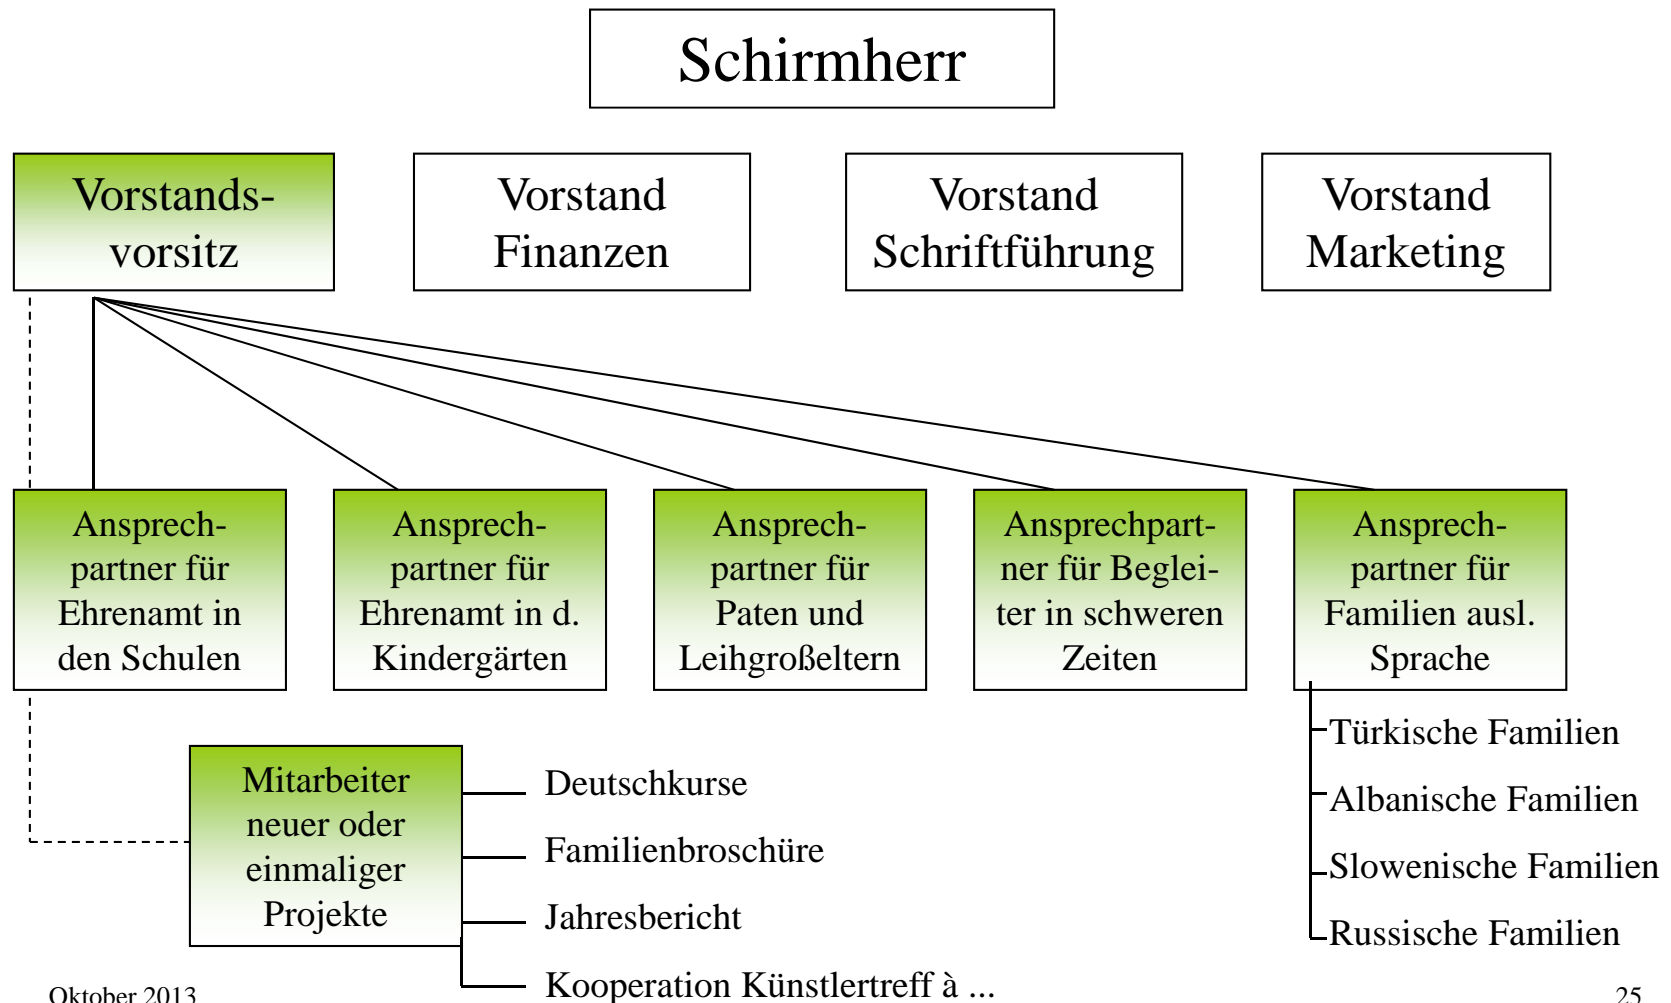 Schirmherr
Vorstands-
vorsitz
Vorstand
Finanzen
Vorstand
Schriftführung
Vorstand
Marketing
Ansprech-
partner für
Ehrenamt in
den Schulen
Ansprech-
partner für
Ehrenamt in d.
Kindergärten
Ansprech-
partner für
Paten und
Leihgroßeltern
Ansprechpart-
ner für Beglei-
ter in schweren
Zeiten
Ansprech-
partner für
Familien ausl.
Sprache
Türkische Familien
Albanische Familien
Slowenische Familien
Russische Familien
Mitarbeiter
neuer oder
einmaliger
Projekte
Deutschkurse
Familienbroschüre
Jahresbericht
Kooperation Künstlertreff à ...
Oktober 2013
25